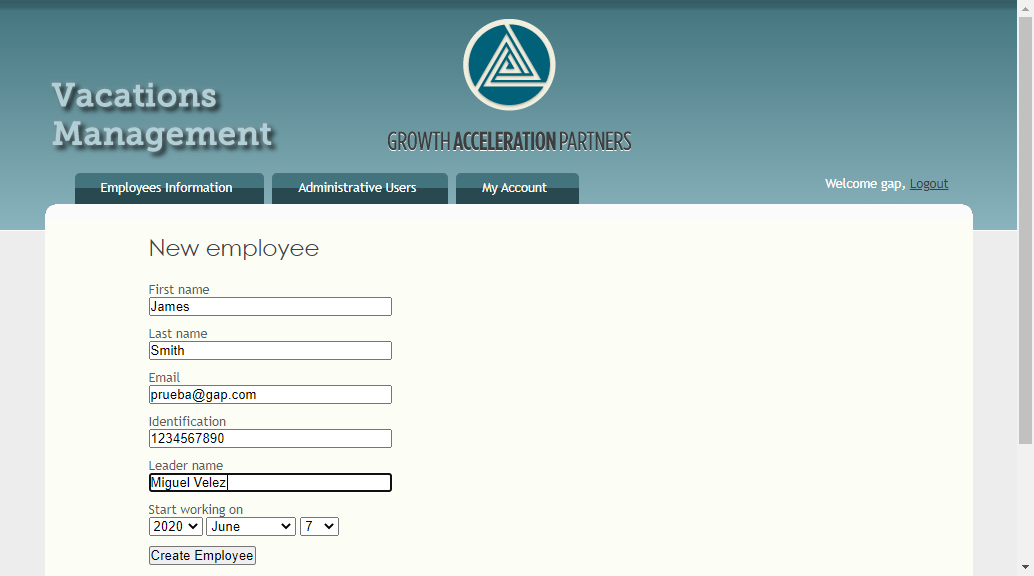 Vacations
Management
GROWTH ACCELERATION PARTNERS
Employees Information Administrative Users My Account Welcome gap, Logout
New employee
First name
James
Last name
Smith
Email
prueba@gap.com
Identification
1234567890
Leader name
Miguel Velez
Start working on
2020 June 7
Create Employee